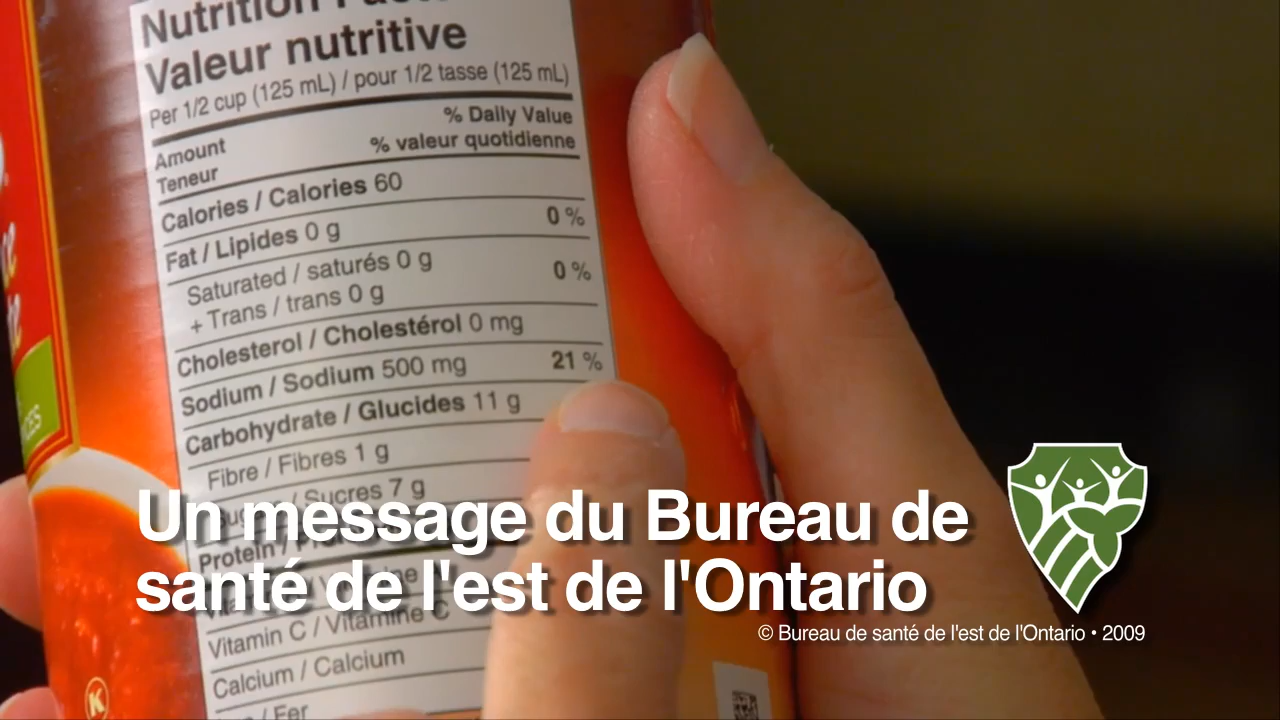 Nutrition
Valeur nutritive
Per 1/2 cup (125 mL) / pour 1/2 tasse (125 mL)
% Daily Value
Amount
% valeur quotidienne
Teneur
Calories / Calories 60
Fat / Lipides 0 g 0 %
Saturated / saturés 0 g
+ Trans / trans 0 g 0 %
Cholesterol / Cholestérol 0 mg
Sodium / Sodium 500 mg 21 %
Carbohydrate / Glucides 11 g
Fibre / Fibres 1 g
Sucres 7 g
Un message du Bureau de
Protein /
santé de l'est de l'Ontario
Vitamin C / Vitamine C
© Bureau de santé de l'est de l'Ontario • 2009
Calcium / Calcium
/ Fer
K